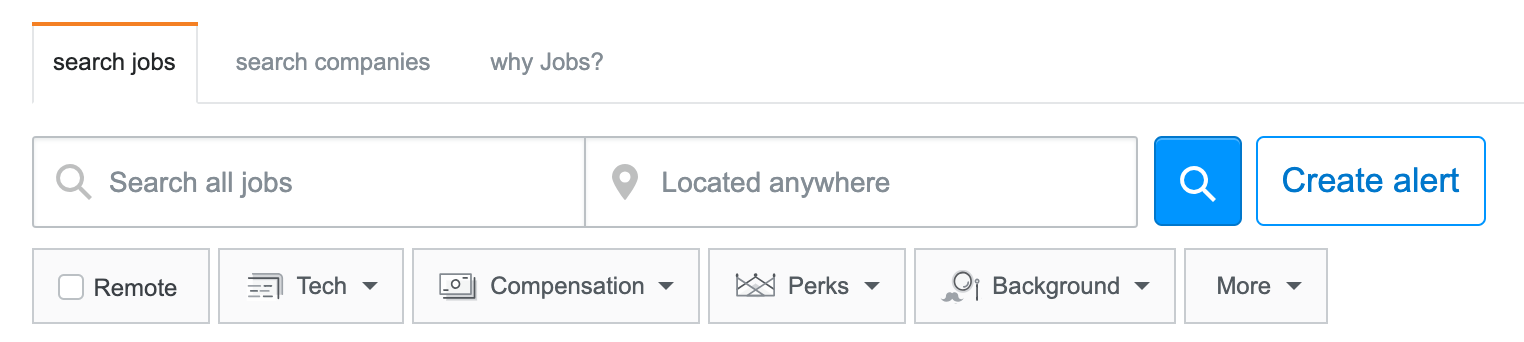 search jobs search companies why Jobs?
Search all jobs Located anywhere Create alert
Remote Tech Compensation Perks Background More